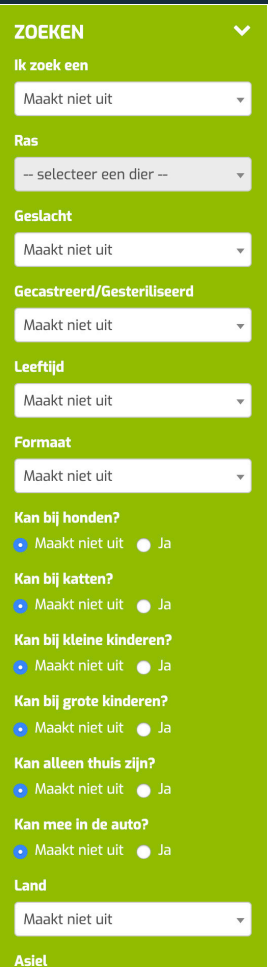 ZOEKEN
Ik zoek een
Maakt niet uit
Ras
-- selecteer een dier --
Geslacht
Maakt niet uit
Gecastreerd/Gesteriliseerd
Maakt niet uit
Leeftijd
Maakt niet uit
Formaat
Maakt niet uit
Kan bij honden?
Maakt niet uit Ja
Kan bij katten?
Maakt niet uit Ja
Kan bij kleine kinderen?
Maakt niet uit Ja
Kan bij grote kinderen?
Maakt niet uit Ja
Kan alleen thuis zijn?
Maakt niet uit Ja
Kan mee in de auto?
Maakt niet uit Ja
Land
Maakt niet uit
Asiel